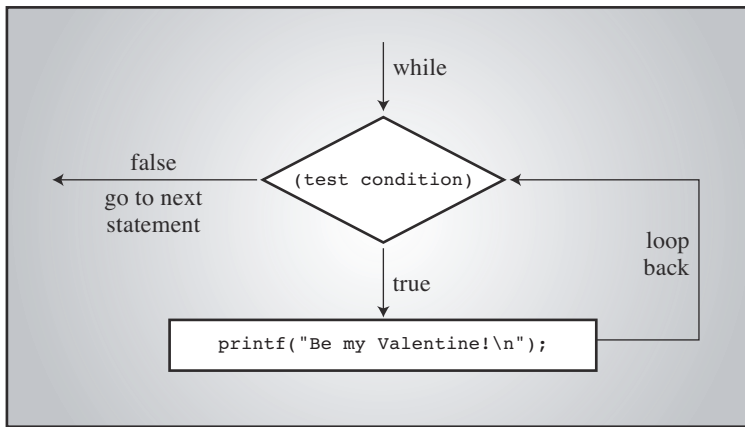 while
false
(test condition)
go to next
statement
loop
back
true
printf("Be my Valentine!\n");